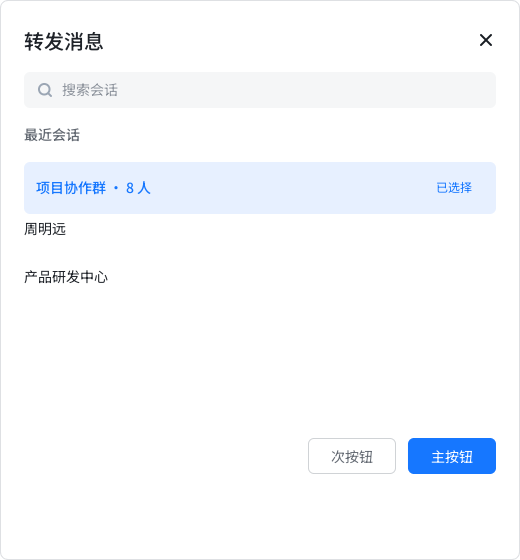 转发消息
搜索会话
最近会话
项目协作群 · 8 人 已选择
周明远
产品研发中心
次按钮 主按钮